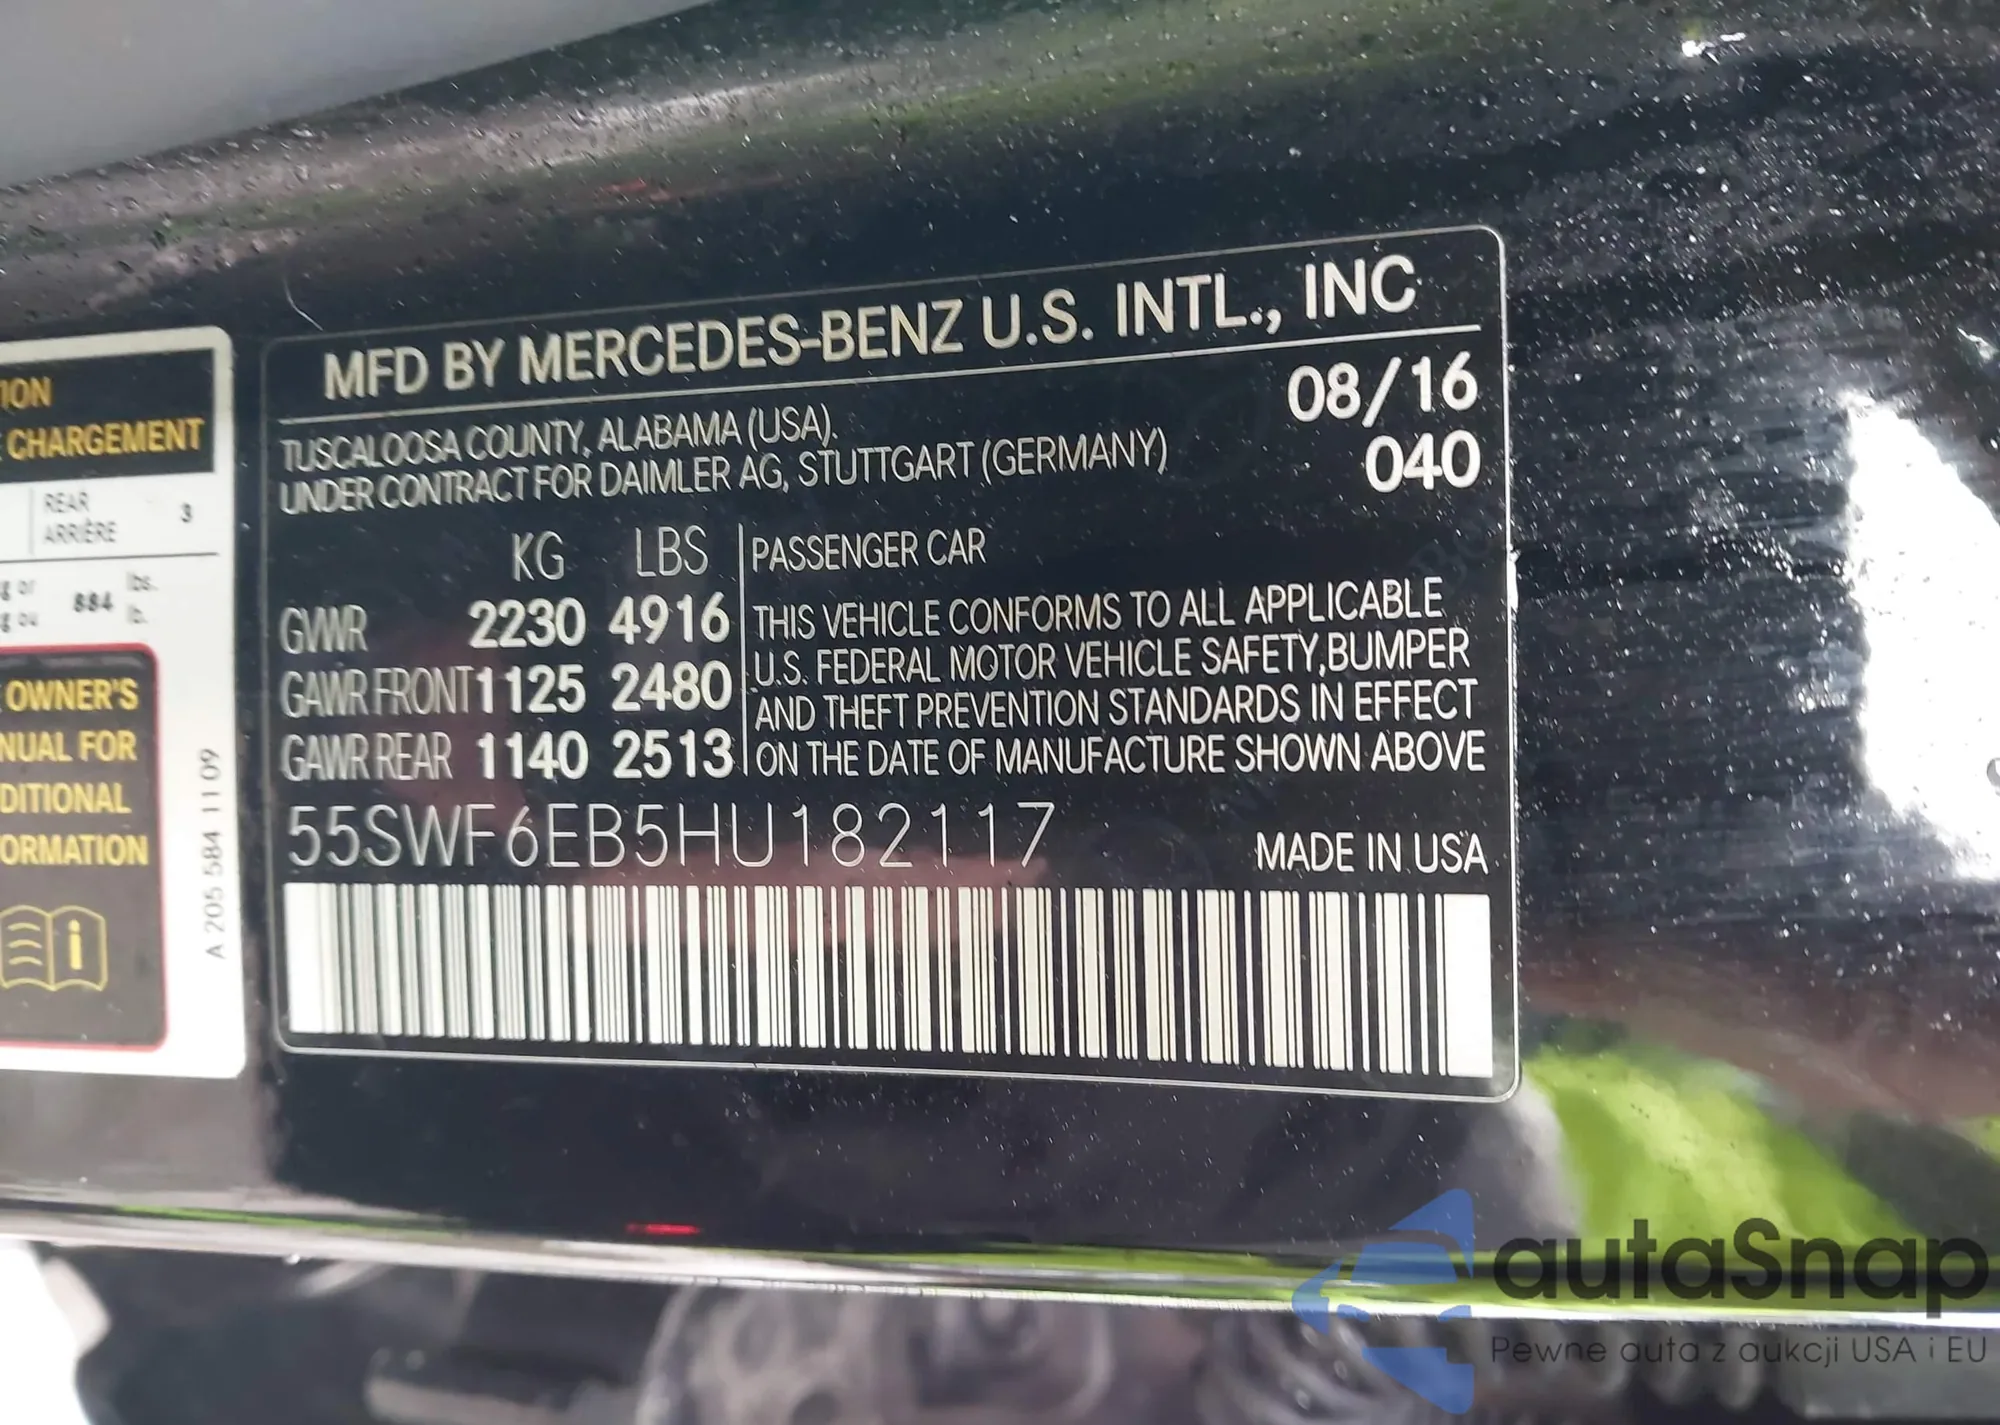 MFD BY MERCEDES-BENZ U.S. INTL., INC
TUSCALOOSA COUNTY, ALABAMA (USA).
UNDER CONTRACT FOR DAIMLER AG, STUTTGART (GERMANY)
08/16
040
KG LBS
GVWR 2230 4916
GAWR FRONT 1125 2480
GAWR REAR 1140 2513
PASSENGER CAR
THIS VEHICLE CONFORMS TO ALL APPLICABLE
U.S. FEDERAL MOTOR VEHICLE SAFETY,BUMPER
AND THEFT PREVENTION STANDARDS IN EFFECT
ON THE DATE OF MANUFACTURE SHOWN ABOVE
55SWF6EB5HU182117
MADE IN USA
CHARGEMENT
REAR 3
ARRIÈRE
g or 884 lbs.
g ou lb.
OWNER'S
NUAL FOR
DITIONAL
ORMATION
A 205 584 11 09
autaSnap
Pewne auta z aukcji USA i EU